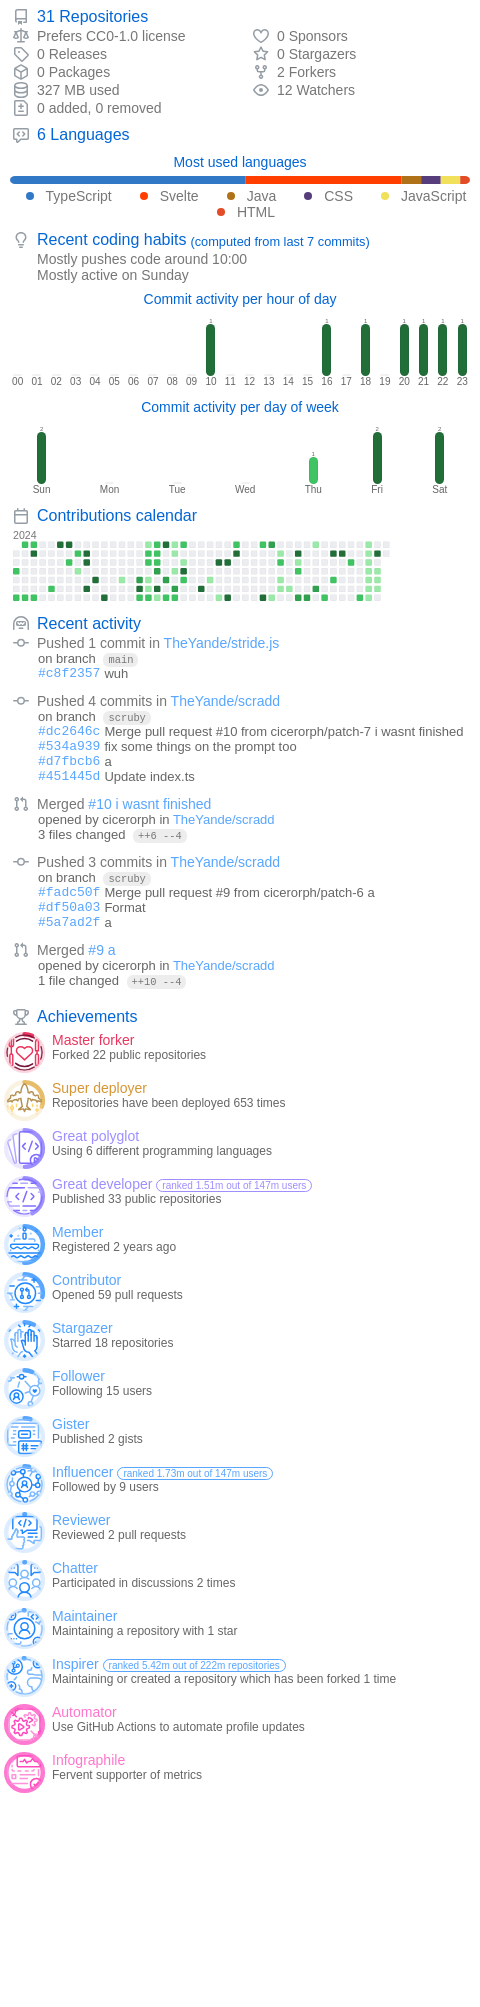 31 Repositories
Prefers CC0-1.0 license
0 Sponsors
0 Releases
0 Stargazers
0 Packages
2 Forkers
327 MB used
12 Watchers
0 added, 0 removed
6 Languages
Most used languages
TypeScript Svelte Java CSS JavaScript
HTML
Recent coding habits (computed from last 7 commits)
Mostly pushes code around 10:00
Mostly active on Sunday
Commit activity per hour of day
1 1 1 1 1 1 1
00 01 02 03 04 05 06 07 08 09 10 11 12 13 14 15 16 17 18 19 20 21 22 23
Commit activity per day of week
2 1 2 2
Sun Mon Tue Wed Thu Fri Sat
Contributions calendar
2024
Recent activity
Pushed 1 commit in TheYande/stride.js
on branch main
#c8f2357 wuh
Pushed 4 commits in TheYande/scradd
on branch scruby
#dc2646c Merge pull request #10 from cicerorph/patch-7 i wasnt finished
#534a939 fix some things on the prompt too
#d7fbcb6 a
#451445d Update index.ts
Merged #10 i wasnt finished
opened by cicerorph in TheYande/scradd
3 files changed ++6 --4
Pushed 3 commits in TheYande/scradd
on branch scruby
#fadc50f Merge pull request #9 from cicerorph/patch-6 a
#df50a03 Format
#5a7ad2f a
Merged #9 a
opened by cicerorph in TheYande/scradd
1 file changed ++10 --4
Achievements
Master forker
Forked 22 public repositories
Super deployer
Repositories have been deployed 653 times
Great polyglot
Using 6 different programming languages
Great developer ranked 1.51m out of 147m users
Published 33 public repositories
Member
Registered 2 years ago
Contributor
Opened 59 pull requests
Stargazer
Starred 18 repositories
Follower
Following 15 users
Gister
Published 2 gists
Influencer ranked 1.73m out of 147m users
Followed by 9 users
Reviewer
Reviewed 2 pull requests
Chatter
Participated in discussions 2 times
Maintainer
Maintaining a repository with 1 star
Inspirer ranked 5.42m out of 222m repositories
Maintaining or created a repository which has been forked 1 time
Automator
Use GitHub Actions to automate profile updates
Infographile
Fervent supporter of metrics